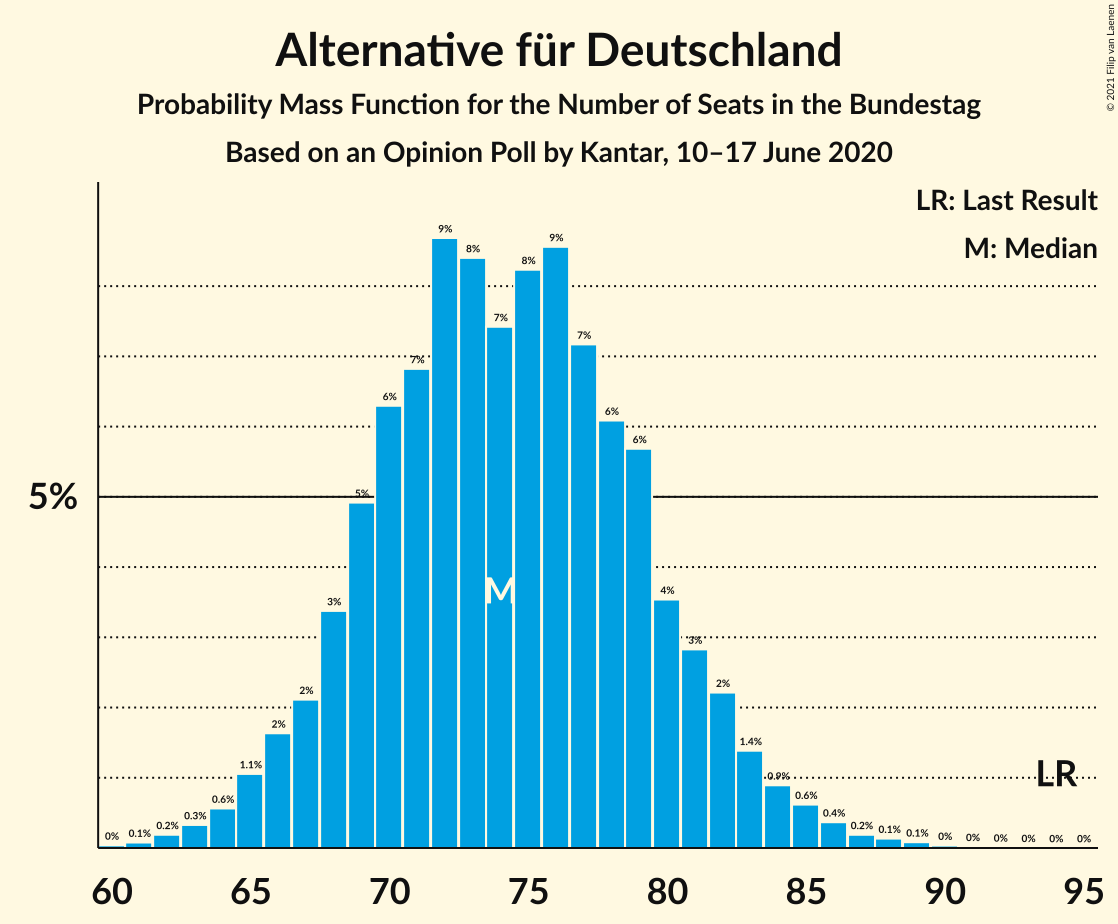 Alternative für Deutschland
Probability Mass Function for the Number of Seats in the Bundestag
Based on an Opinion Poll by Kantar, 10–17 June 2020
© 2021 Filip van Laenen
LR: Last Result
M: Median
5%
0% 0.1% 0.2% 0.3% 0.6% 1.1% 2% 2% 3% 5% 6% 7% 9% 8% 7% 8% 9% 7% 6% 6% 4% 3% 2% 1.4% 0.9% 0.6% 0.4% 0.2% 0.1% 0.1% 0% 0% 0% 0% 0% 0%
M
LR
60 65 70 75 80 85 90 95